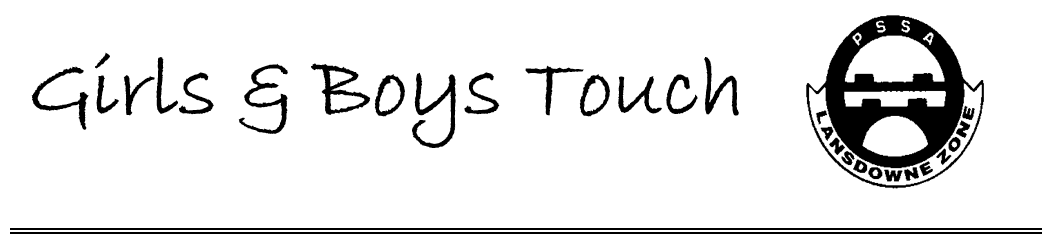 Girls & Boys Touch
PSSA
LANSDOWNE ZONE